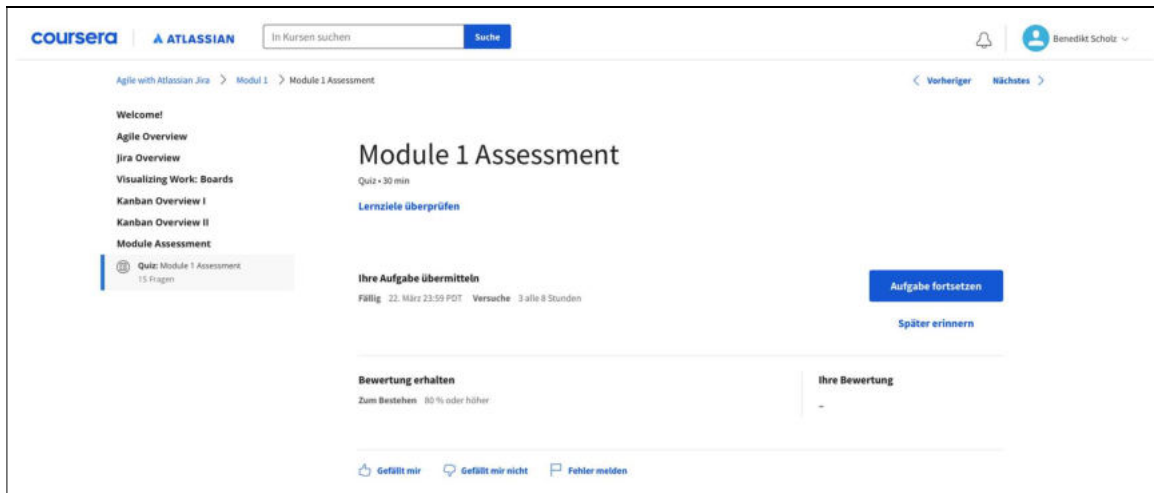 coursera
ATLASSIAN
In Kursen suchen
Suche
Benedikt Scholz
Agile with Atlassian Jira > Modul 1 > Module 1 Assessment
< Vorheriger
Nächstes >
Welcome!
Agile Overview
Jira Overview
Visualizing Work: Boards
Kanban Overview I
Kanban Overview II
Module Assessment
Quiz: Module 1 Assessment
15 Fragen
Module 1 Assessment
Quiz • 30 min
Lernziele überprüfen
Ihre Aufgabe übermitteln
Fällig 22. März 23:59 PDT Versuche 3 alle 8 Stunden
Aufgabe fortsetzen
Später erinnern
Bewertung erhalten
Zum Bestehen 80 % oder höher
Ihre Bewertung
–
Gefällt mir
Gefällt mir nicht
Fehler melden